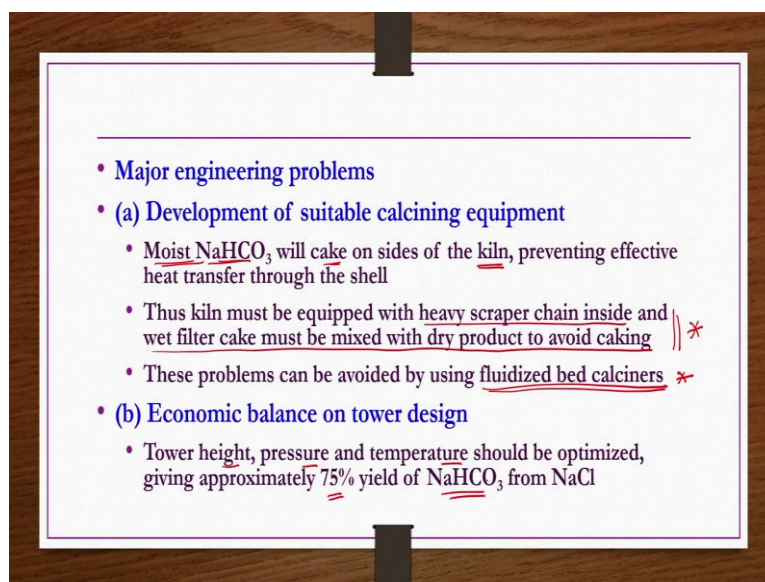 • Major engineering problems
• (a) Development of suitable calcining equipment
• Moist NaHCO₃ will cake on sides of the kiln, preventing effective
heat transfer through the shell
• Thus kiln must be equipped with heavy scraper chain inside and
wet filter cake must be mixed with dry product to avoid caking
• These problems can be avoided by using fluidized bed calciners
• (b) Economic balance on tower design
• Tower height, pressure and temperature should be optimized,
giving approximately 75% yield of NaHCO₃ from NaCl